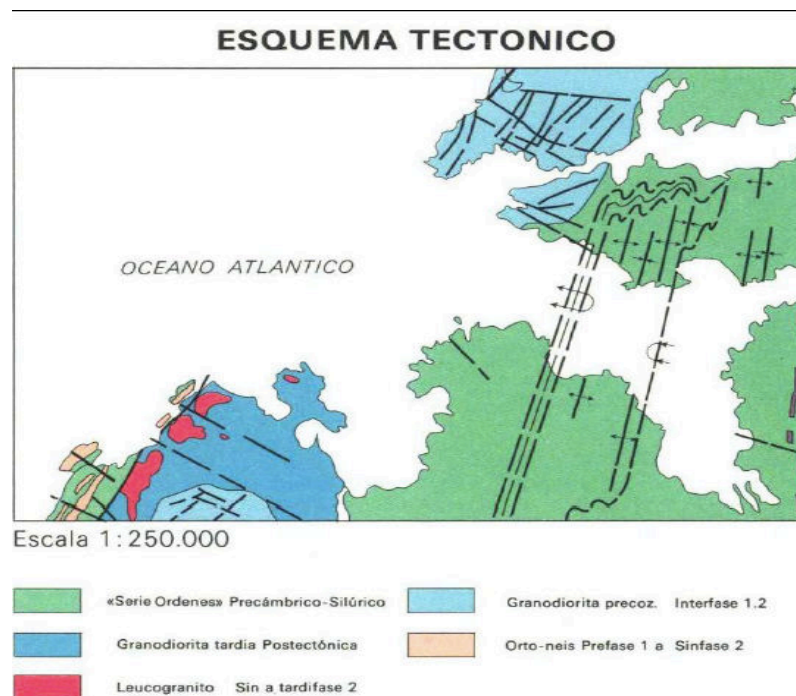 ESQUEMA TECTONICO
OCEANO ATLANTICO
Escala 1:250.000
«Serie Ordenes» Precámbrico-Silúrico
Granodiorita precoz. Interfase 1.2
Granodiorita tardia Postectónica
Orto-neis Prefase 1 a Sinfase 2
Leucogranito Sin a tardifase 2